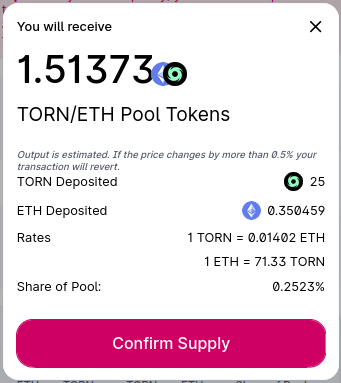 You will receive
1.51373
TORN/ETH Pool Tokens
Output is estimated. If the price changes by more than 0.5% your
transaction will revert.
TORN Deposited 25
ETH Deposited 0.350459
Rates 1 TORN = 0.01402 ETH
1 ETH = 71.33 TORN
Share of Pool: 0.2523%
Confirm Supply